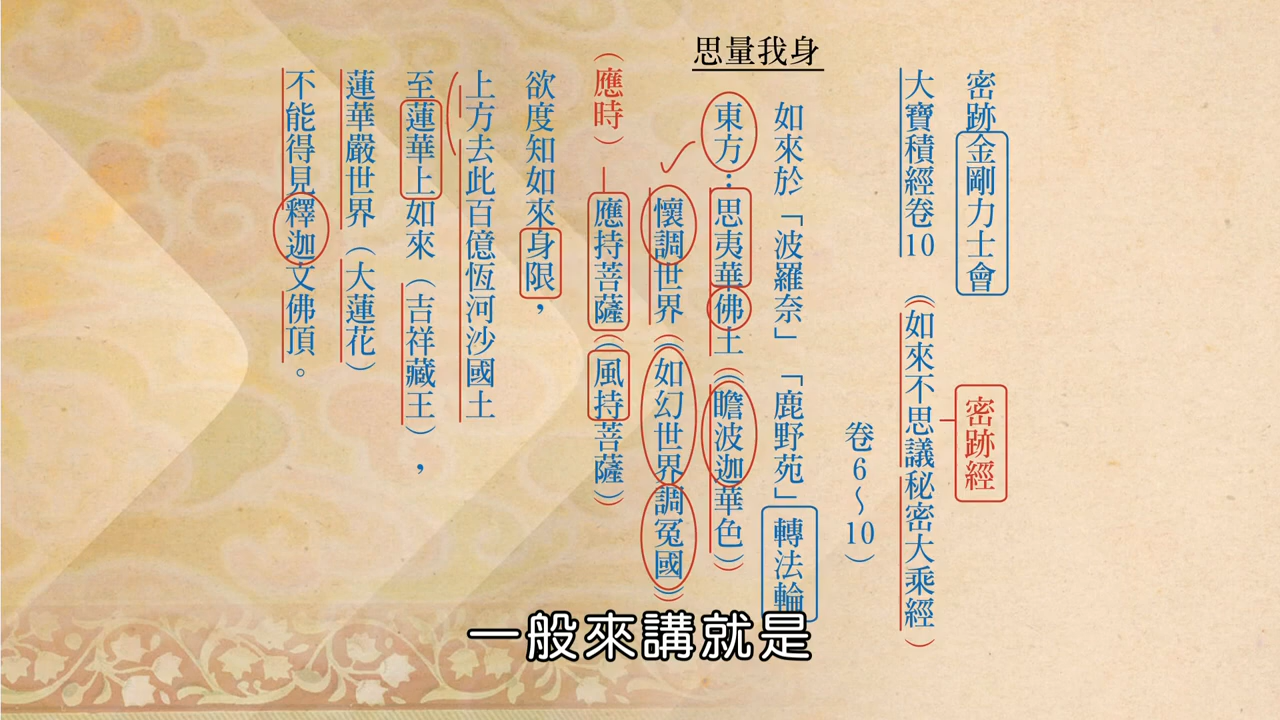 思量我身
密跡金剛力士會
密跡經
大寶積經卷10（如來不思議秘密大乘經）
卷6～10）
如來於「波羅奈」「鹿野苑」轉法輪
東方：思夷華佛土（瞻波迦華色）
懷調世界（如幻世界調冤國）
（應時）—應持菩薩（風持菩薩）
欲度知如來身限，
上方去此百億恆河沙國土
至蓮華上如來（吉祥藏王），
蓮華嚴世界（大蓮花）
不能得見釋迦文佛頂。
一般來講就是